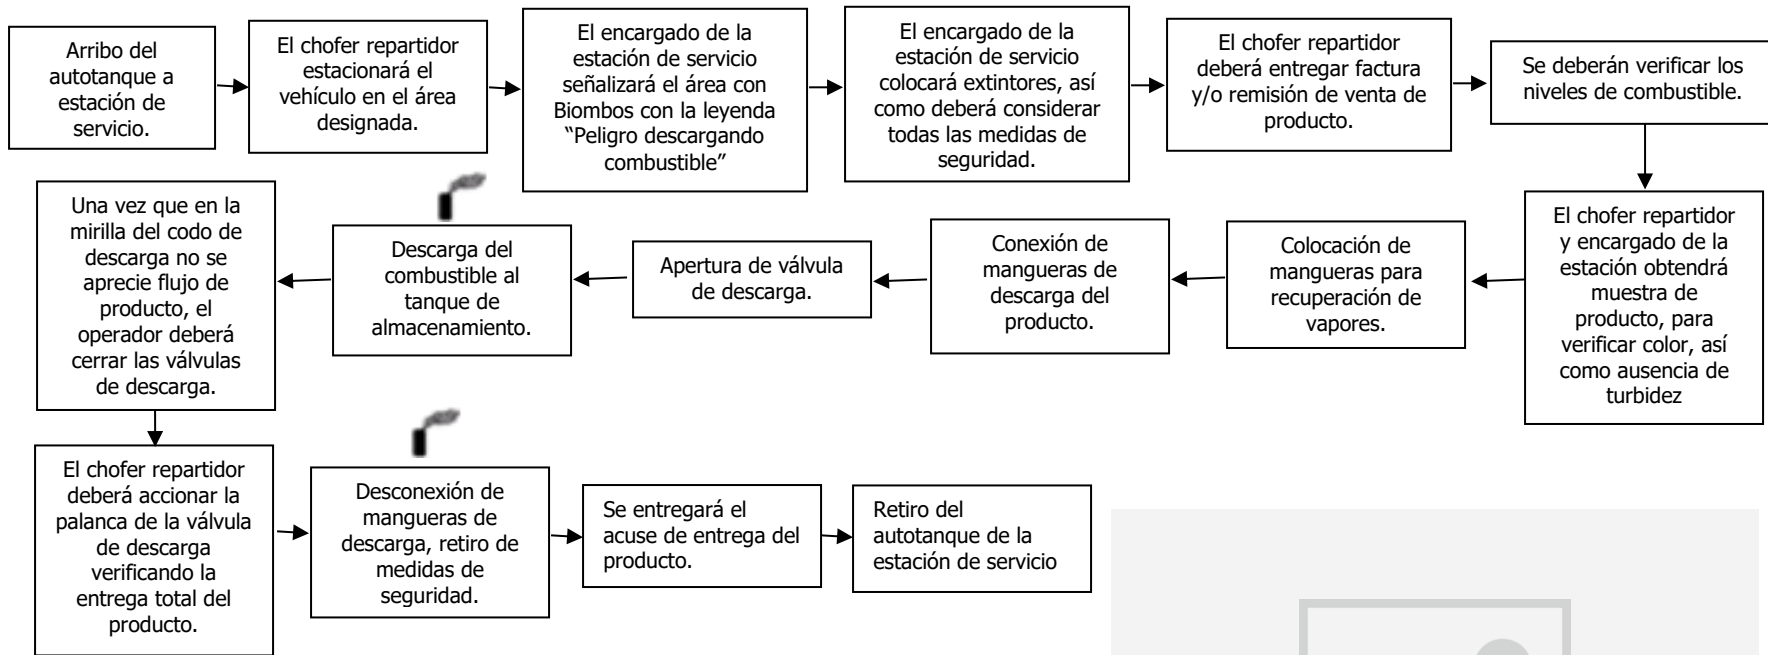 Arribo del
autotanque a
estación de
servicio.
El chofer repartidor
estacionará el
vehículo en el área
designada.
El encargado de la
estación de servicio
señalizará el área con
Biombos con la leyenda
“Peligro descargando
combustible”
El encargado de la
estación de servicio
colocará extintores, así
como deberá considerar
todas las medidas de
seguridad.
El chofer repartidor
deberá entregar factura
y/o remisión de venta de
producto.
Se deberán verificar los
niveles de combustible.
El chofer repartidor
y encargado de la
estación obtendrá
muestra de
producto, para
verificar color, así
como ausencia de
turbidez
Colocación de
mangueras para
recuperación de
vapores.
Conexión de
mangueras de
descarga del
producto.
Apertura de válvula
de descarga.
Descarga del
combustible al
tanque de
almacenamiento.
Una vez que en la
mirilla del codo de
descarga no se
aprecie flujo de
producto, el
operador deberá
cerrar las válvulas
de descarga.
El chofer repartidor
deberá accionar la
palanca de la válvula
de descarga
verificando la
entrega total del
producto.
Desconexión de
mangueras de
descarga, retiro de
medidas de
seguridad.
Se entregará el
acuse de entrega del
producto.
Retiro del
autotanque de la
estación de servicio